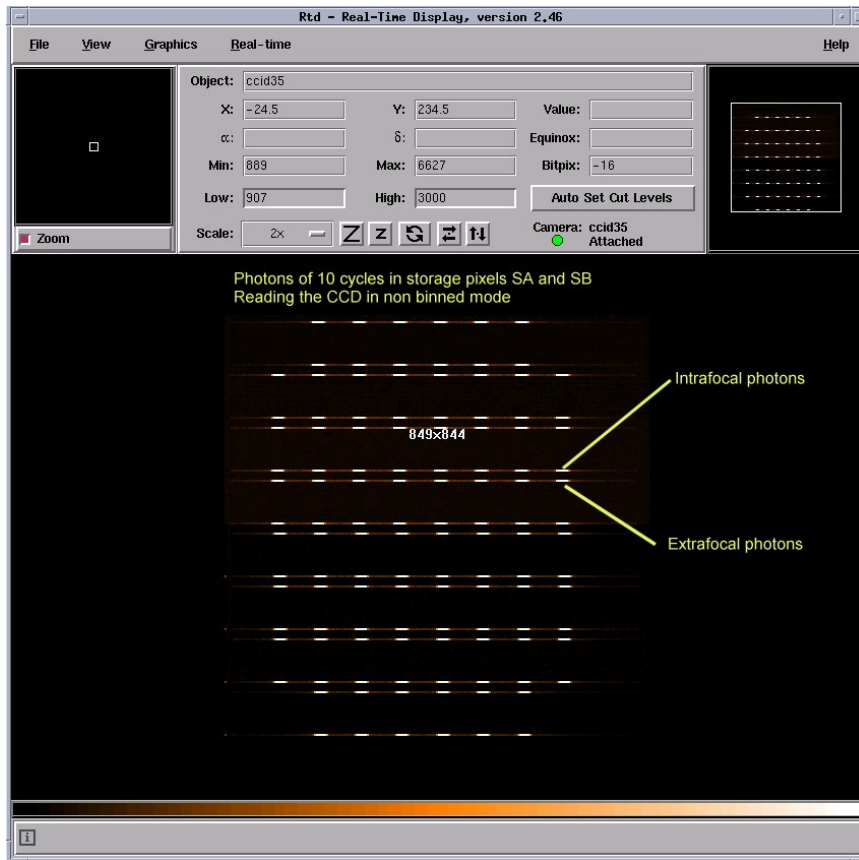 Rtd - Real-Time Display, version 2.46
File View Graphics Real-time Help
Object: ccid35
X: -24.5 Y: 234.5 Value:
α: δ: Equinox:
Min: 889 Max: 6627 Bitpix: -16
Low: 907 High: 3000 Auto Set Cut Levels
Scale: 2x Z z Camera: ccid35
Attached
Zoom
Photons of 10 cycles in storage pixels SA and SB
Reading the CCD in non binned mode
Intrafocal photons
849x844
Extrafocal photons
i